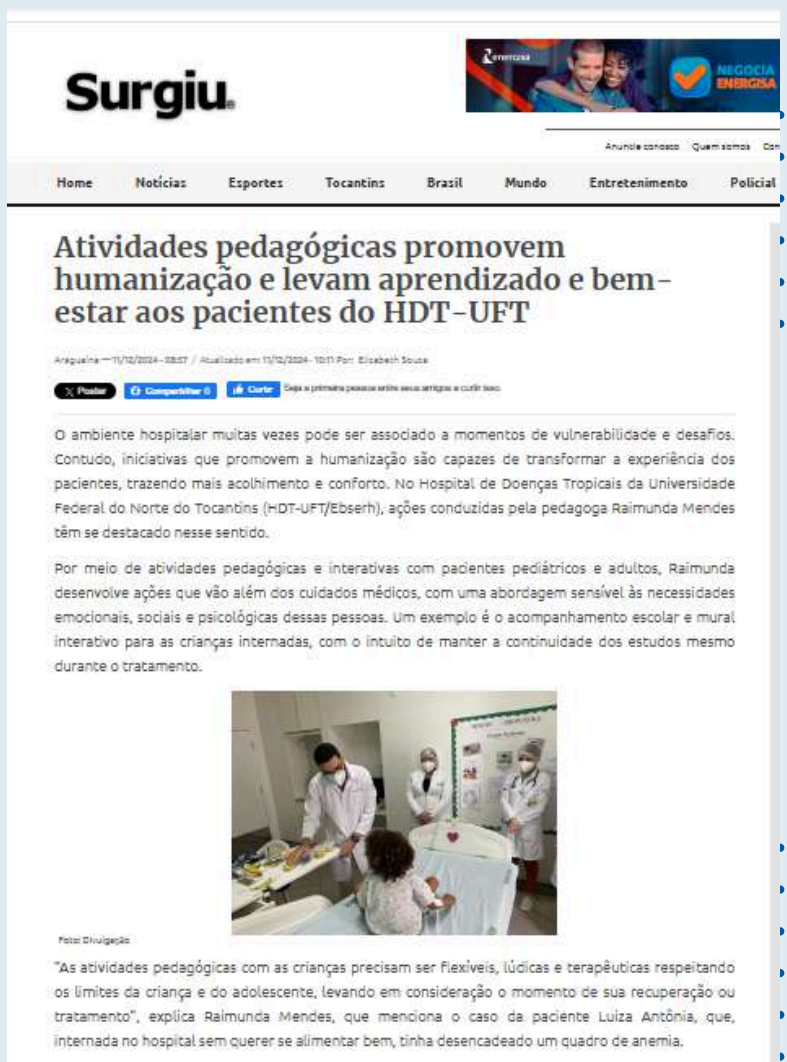 Surgiu.
energisa
NEGOCIA
ENERGISA
Anuncie conosco Quem somos Con
Home Notícias Esportes Tocantins Brasil Mundo Entretenimento Policial
Atividades pedagógicas promovem
humanização e levam aprendizado e bem-
estar aos pacientes do HDT-UFT
Araguaína — 11/12/2024 - 08:57 / Atualizado em 11/12/2024 - 10:11 Por: Elizabeth Souza
Postar Compartilhar 0 Curtir Seja a primeira pessoa entre seus amigos a curtir isso.
O ambiente hospitalar muitas vezes pode ser associado a momentos de vulnerabilidade e desafios.
Contudo, iniciativas que promovem a humanização são capazes de transformar a experiência dos
pacientes, trazendo mais acolhimento e conforto. No Hospital de Doenças Tropicais da Universidade
Federal do Norte do Tocantins (HDT-UFT/Ebserh), ações conduzidas pela pedagoga Raimunda Mendes
têm se destacado nesse sentido.
Por meio de atividades pedagógicas e interativas com pacientes pediátricos e adultos, Raimunda
desenvolve ações que vão além dos cuidados médicos, com uma abordagem sensível às necessidades
emocionais, sociais e psicológicas dessas pessoas. Um exemplo é o acompanhamento escolar e mural
interativo para as crianças internadas, com o intuito de manter a continuidade dos estudos mesmo
durante o tratamento.
Foto: Divulgação
"As atividades pedagógicas com as crianças precisam ser flexíveis, lúdicas e terapêuticas respeitando
os limites da criança e do adolescente, levando em consideração o momento de sua recuperação ou
tratamento", explica Raimunda Mendes, que menciona o caso da paciente Luíza Antônia, que,
internada no hospital sem querer se alimentar bem, tinha desencadeado um quadro de anemia.